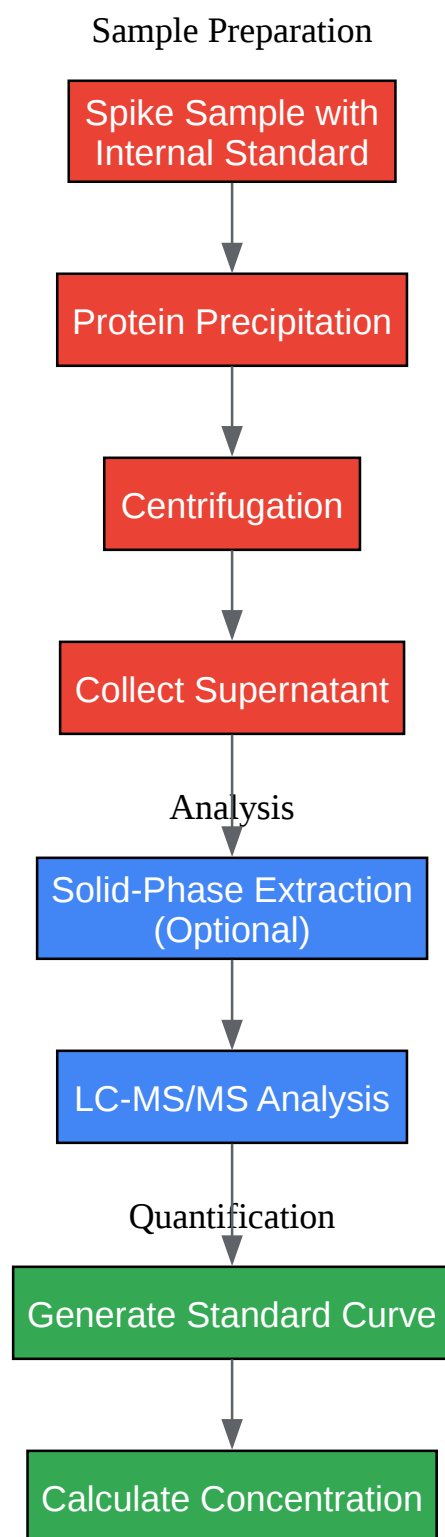 Sample Preparation
Spike Sample with
Internal Standard
Protein Precipitation
Centrifugation
Collect Supernatant
Analysis
Solid-Phase Extraction
(Optional)
LC-MS/MS Analysis
Quantification
Generate Standard Curve
Calculate Concentration